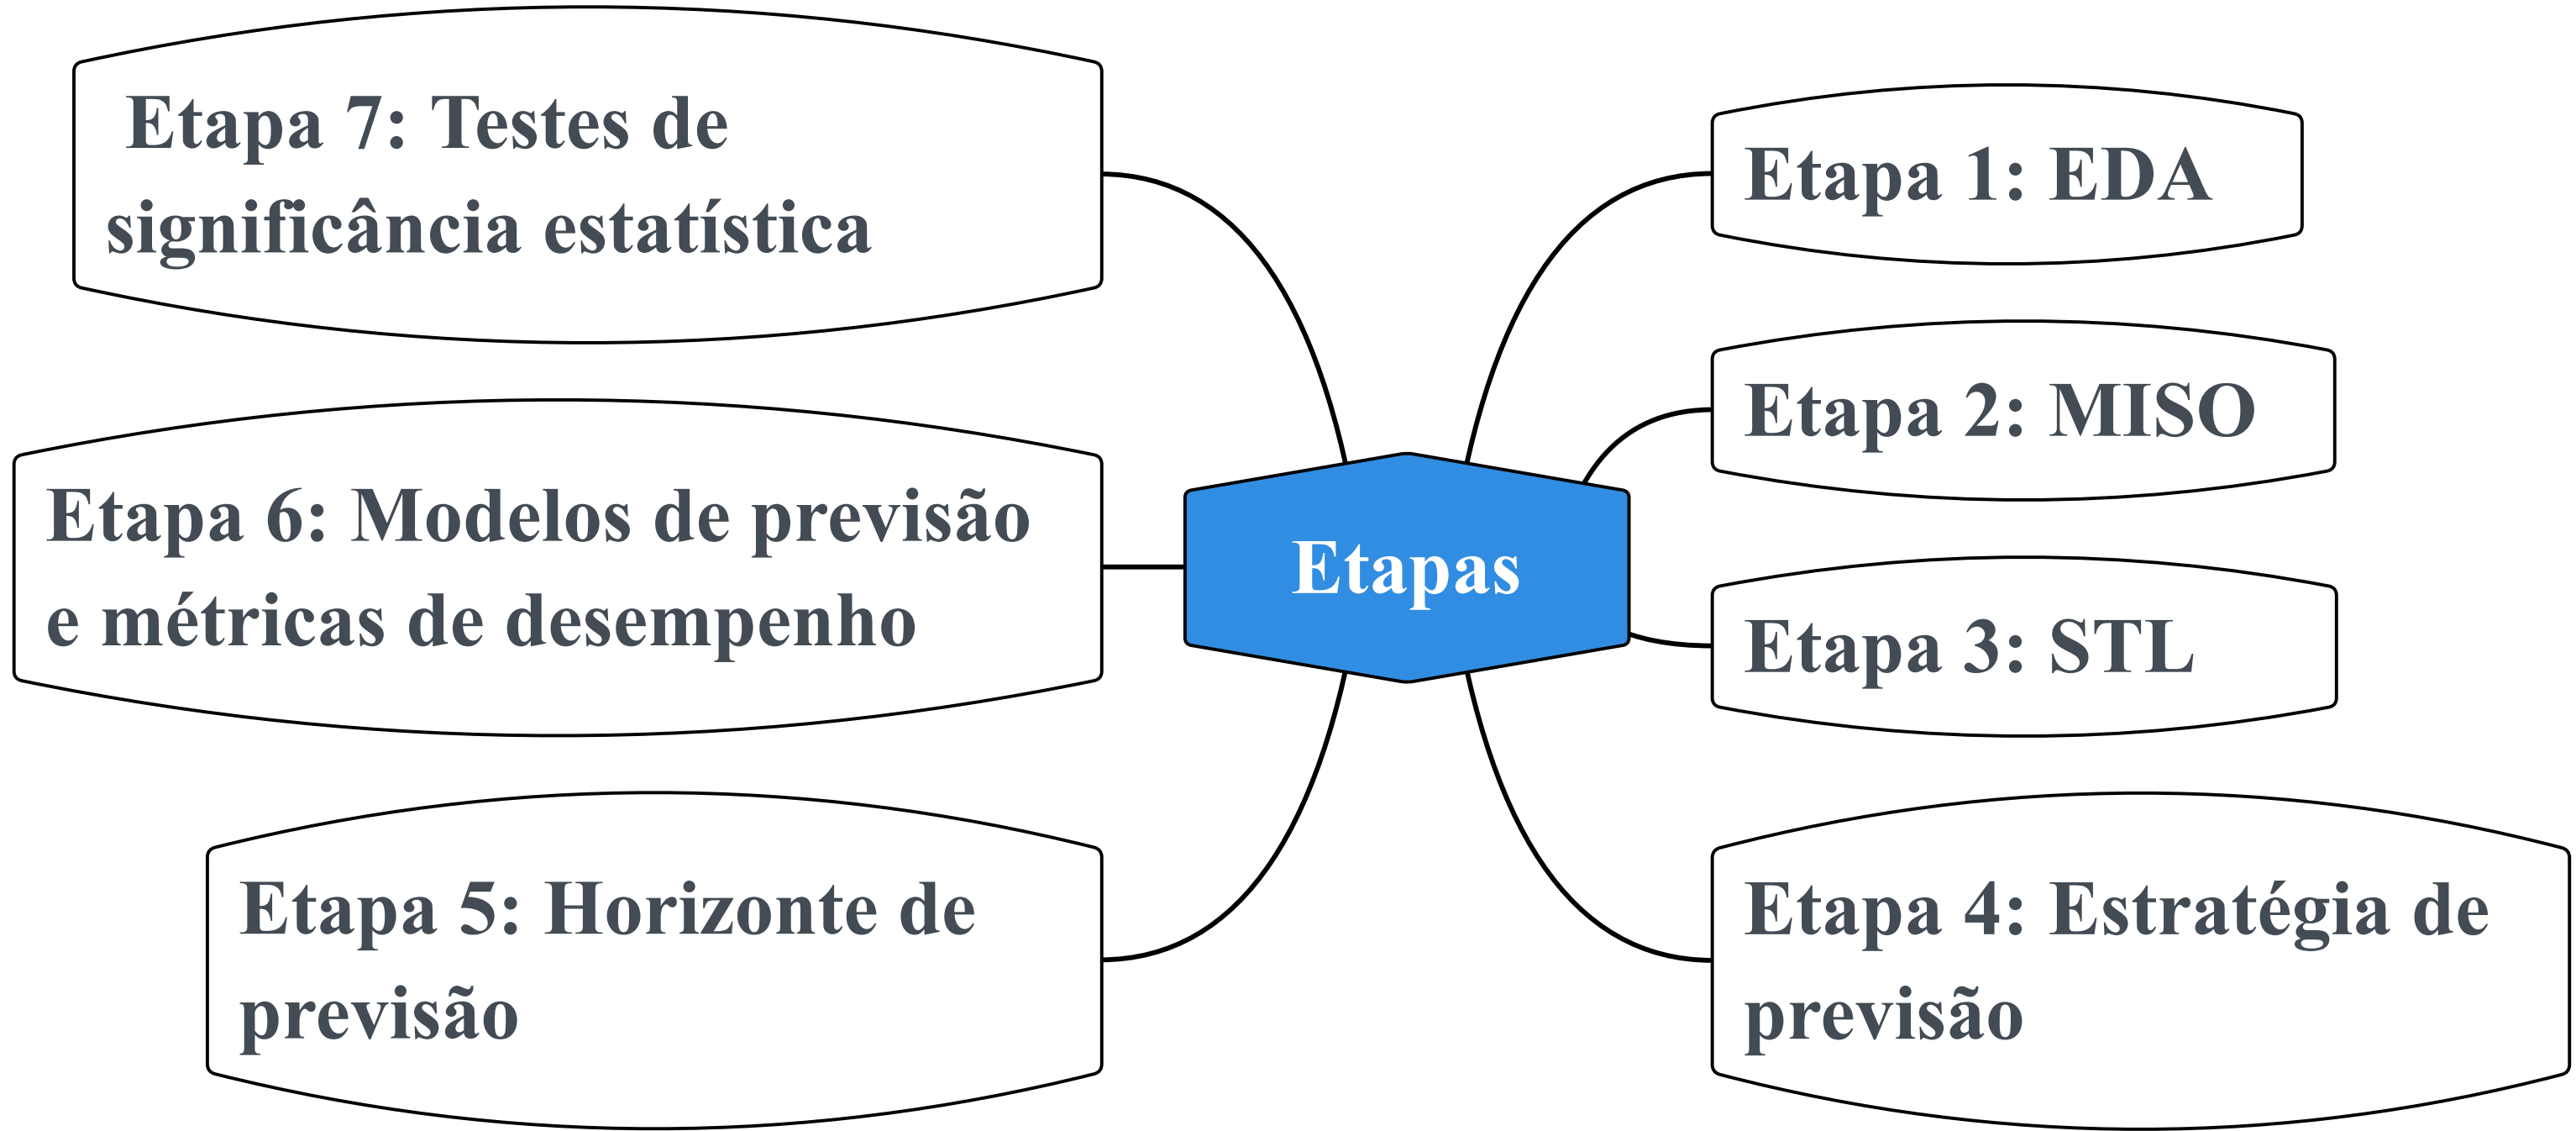 Etapas
Etapa 1: EDA
Etapa 2: MISO
Etapa 3: STL
Etapa 4: Estratégia de
previsão
Etapa 5: Horizonte de
previsão
Etapa 6: Modelos de previsão
e métricas de desempenho
Etapa 7: Testes de
significância estatística